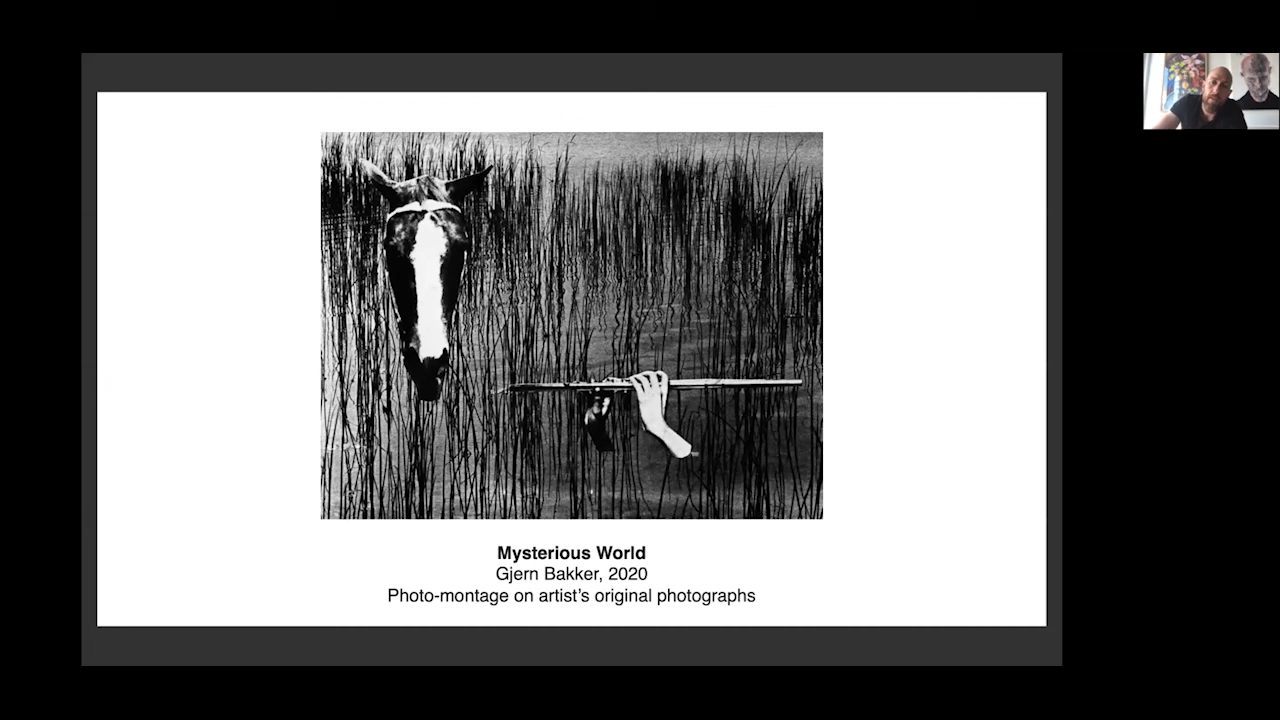 Mysterious World
Gjern Bakker, 2020
Photo-montage on artist’s original photographs